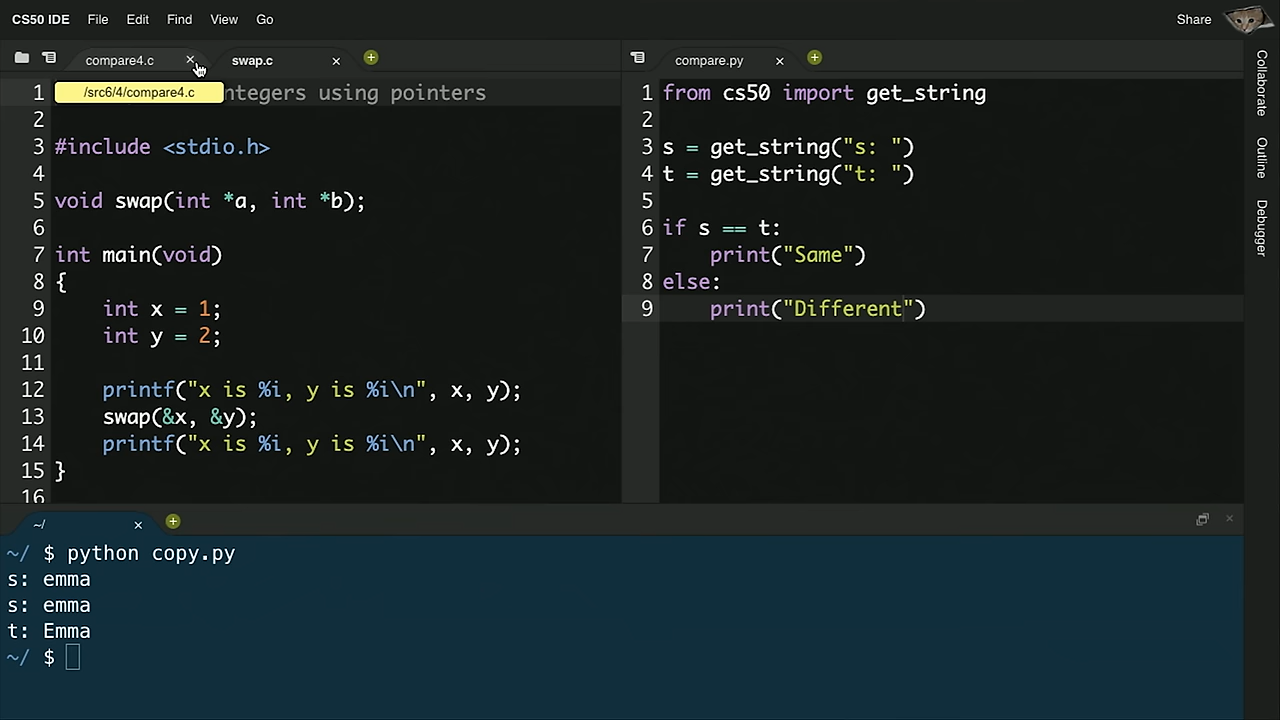 CS50 IDE File Edit Find View Go Share
compare4.c swap.c
/src6/4/compare4.c
1 ntegers using pointers
2
3 #include <stdio.h>
4
5 void swap(int *a, int *b);
6
7 int main(void)
8 {
9 int x = 1;
10 int y = 2;
11
12 printf("x is %i, y is %i\n", x, y);
13 swap(&x, &y);
14 printf("x is %i, y is %i\n", x, y);
15 }
16
compare.py
1 from cs50 import get_string
2
3 s = get_string("s: ")
4 t = get_string("t: ")
5
6 if s == t:
7 print("Same")
8 else:
9 print("Different")
Collaborate
Outline
Debugger
~/
~/ $ python copy.py
s: emma
s: emma
t: Emma
~/ $